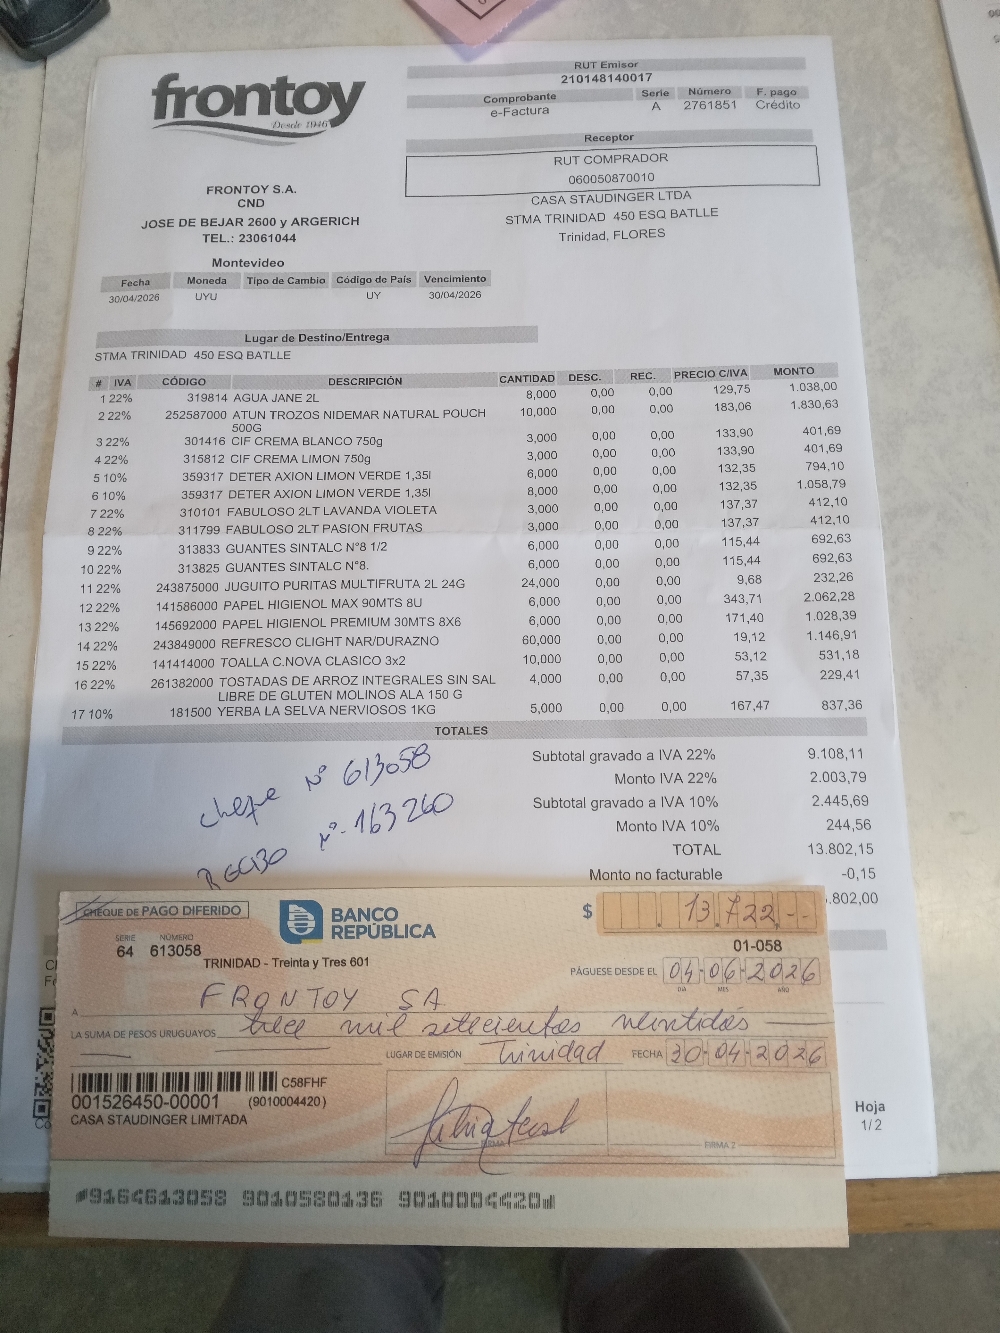 frontoy
Desde 1946
FRONTOY S.A.
CND
JOSE DE BEJAR 2600 y ARGERICH
TEL.: 23061044
Montevideo
RUT Emisor
210148140017
Comprobante Serie Número F. pago
e-Factura A 2761851 Crédito
Receptor
RUT COMPRADOR
060050870010
CASA STAUDINGER LTDA
STMA TRINIDAD 450 ESQ BATLLE
Trinidad, FLORES
Fecha Moneda Tipo de Cambio Código de País Vencimiento
30/04/2026 UYU UY 30/04/2026
Lugar de Destino/Entrega
STMA TRINIDAD 450 ESQ BATLLE
# IVA CÓDIGO DESCRIPCIÓN CANTIDAD DESC. REC. PRECIO C/IVA MONTO
1 22% 319814 AGUA JANE 2L 8,000 0,00 0,00 129,75 1.038,00
2 22% 252587000 ATUN TROZOS NIDEMAR NATURAL POUCH 10,000 0,00 0,00 183,06 1.830,63
500G
3 22% 301416 CIF CREMA BLANCO 750g 3,000 0,00 0,00 133,90 401,69
4 22% 315812 CIF CREMA LIMON 750g 3,000 0,00 0,00 133,90 401,69
5 10% 359317 DETER AXION LIMON VERDE 1,35l 6,000 0,00 0,00 132,35 794,10
6 10% 359317 DETER AXION LIMON VERDE 1,35l 8,000 0,00 0,00 132,35 1.058,79
7 22% 310101 FABULOSO 2LT LAVANDA VIOLETA 3,000 0,00 0,00 137,37 412,10
8 22% 311799 FABULOSO 2LT PASION FRUTAS 3,000 0,00 0,00 137,37 412,10
9 22% 313833 GUANTES SINTALC N°8 1/2 6,000 0,00 0,00 115,44 692,63
10 22% 313825 GUANTES SINTALC N°8. 6,000 0,00 0,00 115,44 692,63
11 22% 243875000 JUGUITO PURITAS MULTIFRUTA 2L 24G 24,000 0,00 0,00 9,68 232,26
12 22% 141586000 PAPEL HIGIENOL MAX 90MTS 8U 6,000 0,00 0,00 343,71 2.062,28
13 22% 145692000 PAPEL HIGIENOL PREMIUM 30MTS 8X6 6,000 0,00 0,00 171,40 1.028,39
14 22% 243849000 REFRESCO CLIGHT NAR/DURAZNO 60,000 0,00 0,00 19,12 1.146,91
15 22% 141414000 TOALLA C.NOVA CLASICO 3x2 10,000 0,00 0,00 53,12 531,18
16 22% 261382000 TOSTADAS DE ARROZ INTEGRALES SIN SAL 4,000 0,00 0,00 57,35 229,41
LIBRE DE GLUTEN MOLINOS ALA 150 G
17 10% 181500 YERBA LA SELVA NERVIOSOS 1KG 5,000 0,00 0,00 167,47 837,36
TOTALES
Subtotal gravado a IVA 22% 9.108,11
Monto IVA 22% 2.003,79
Subtotal gravado a IVA 10% 2.445,69
Monto IVA 10% 244,56
TOTAL 13.802,15
Monto no facturable -0,15
.802,00
cheque Nº 613058
RECIBO Nº 163260
CHEQUE DE PAGO DIFERIDO
BANCO
REPÚBLICA
$ 13.722.--
SERIE NÚMERO
64 613058
01-058
TRINIDAD - Treinta y Tres 601
PÁGUESE DESDE EL 04-06-2026
DIA MES AÑO
A FRONTOY SA
LA SUMA DE PESOS URUGUAYOS trece mil setecientos veintidos
LUGAR DE EMISIÓN Trinidad FECHA 30-04-2026
C58FHF
001526450-00001 (9010004420)
CASA STAUDINGER LIMITADA
FIRMA 2
9164613058 9010580136 9010004420
Hoja
1/2